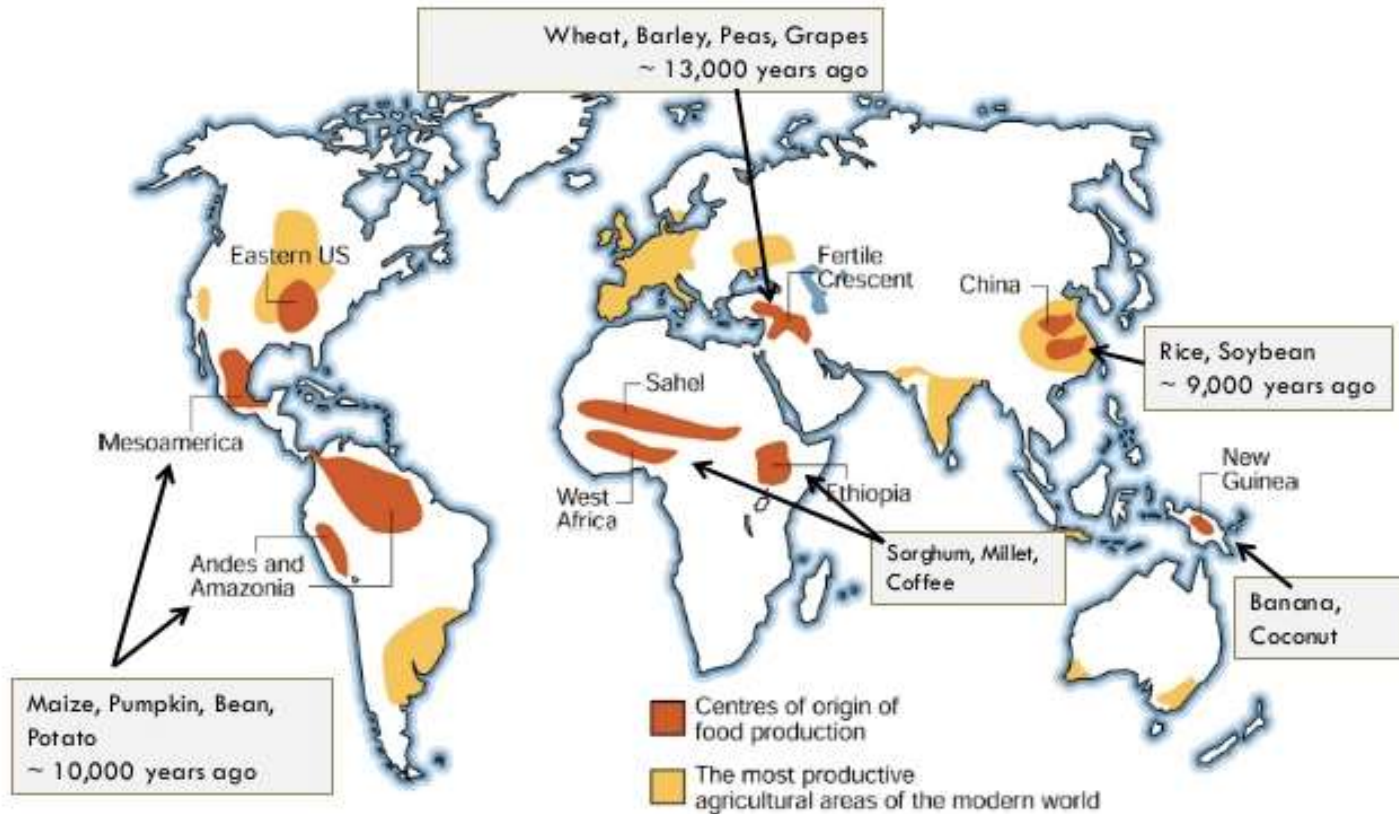 Wheat, Barley, Peas, Grapes
~ 13,000 years ago
Eastern US
Fertile
Crescent
China
Rice, Soybean
~ 9,000 years ago
Sahel
Mesoamerica
New
Guinea
West
Africa
Ethiopia
Andes and
Amazonia
Sorghum, Millet,
Coffee
Banana,
Coconut
Maize, Pumpkin, Bean,
Potato
~ 10,000 years ago
Centres of origin of
food production
The most productive
agricultural areas of the modern world